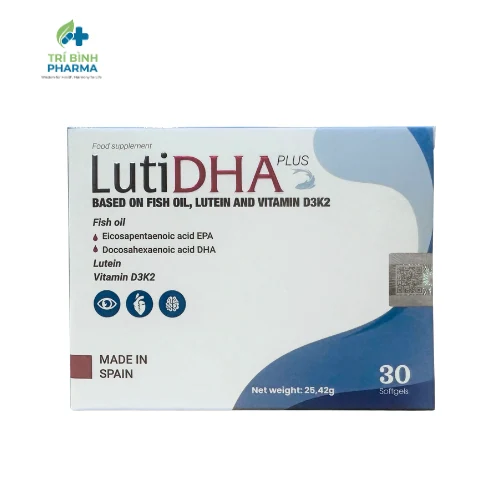 TRÍ BÌNH
PHARMA
Food supplement
LutiDHA PLUS
BASED ON FISH OIL, LUTEIN AND VITAMIN D3K2
Fish oil
Eicosapentaenoic acid EPA
Docosahexaenoic acid DHA
Lutein
Vitamin D3K2
MADE IN
SPAIN
Net weight: 25,42g
30
Softgels